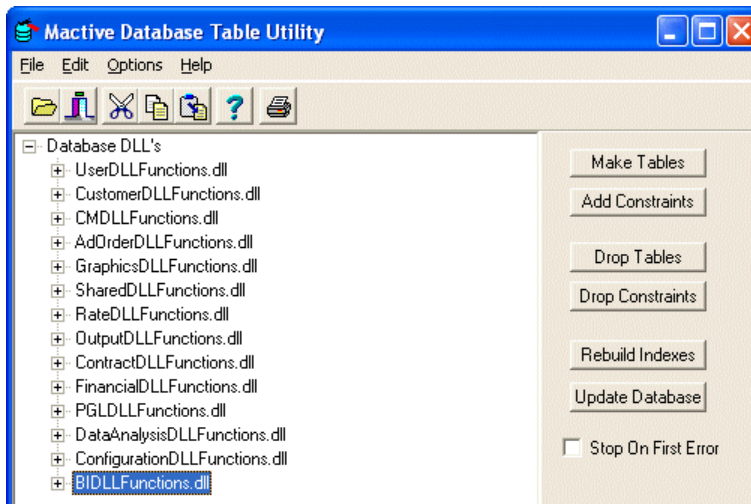 Mactive Database Table Utility
File Edit Options Help
Database DLL's
UserDLLFunctions.dll
CustomerDLLFunctions.dll
CMDLLFunctions.dll
AdOrderDLLFunctions.dll
GraphicsDLLFunctions.dll
SharedDLLFunctions.dll
RateDLLFunctions.dll
OutputDLLFunctions.dll
ContractDLLFunctions.dll
FinancialDLLFunctions.dll
PGLDLLFunctions.dll
DataAnalysisDLLFunctions.dll
ConfigurationDLLFunctions.dll
BIDLLFunctions.dll
Make Tables
Add Constraints
Drop Tables
Drop Constraints
Rebuild Indexes
Update Database
Stop On First Error